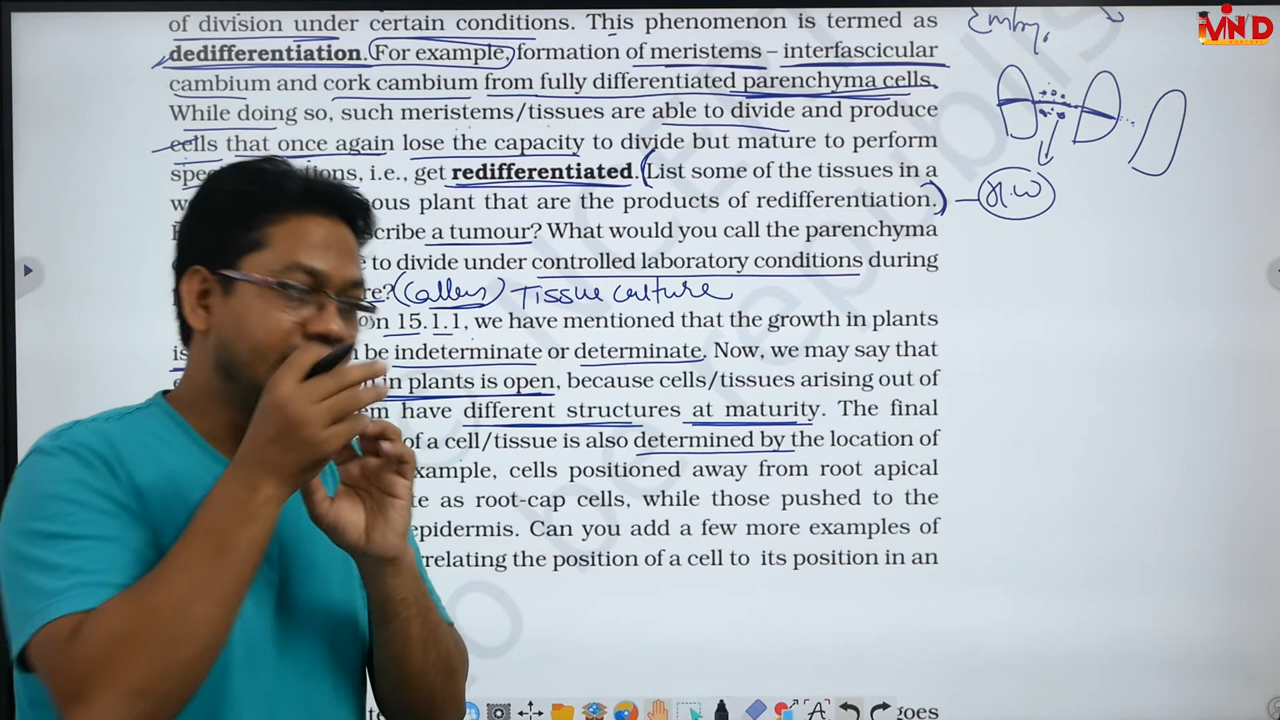 of division under certain conditions. This phenomenon is termed as
dedifferentiation. For example, formation of meristems – interfascicular
cambium and cork cambium from fully differentiated parenchyma cells.
While doing so, such meristems/tissues are able to divide and produce
cells that once again lose the capacity to divide but mature to perform
i.e., get redifferentiated. (List some of the tissues in a
plant that are the products of redifferentiation.)
a tumour? What would you call the parenchyma
to divide under controlled laboratory conditions during
Tissue culture
15.1.1, we have mentioned that the growth in plants
be indeterminate or determinate. Now, we may say that
in plants is open, because cells/tissues arising out of
have different structures at maturity. The final
of a cell/tissue is also determined by the location of
cells positioned away from root apical
as root-cap cells, while those pushed to the
epidermis. Can you add a few more examples of
the position of a cell to its position in an
goes
H.W
MIND